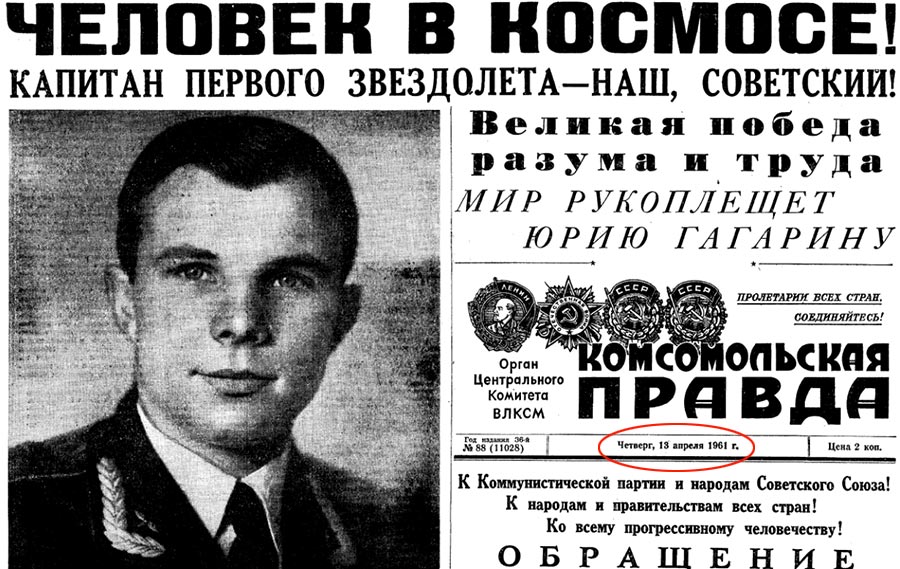 ЧЕЛОВЕК В КОСМОСЕ!
КАПИТАН ПЕРВОГО ЗВЕЗДОЛЕТА—НАШ, СОВЕТСКИЙ!
Великая победа
разума и труда
МИР РУКОПЛЕЩЕТ
ЮРИЮ ГАГАРИНУ
ЛЕНИН
ОТЕЧЕСТВЕННАЯ
СССР
СССР
ПРОЛЕТАРИИ ВСЕХ СТРАН,
СОЕДИНЯЙТЕСЬ!
Орган
Центрального
Комитета
ВЛКСМ
КОМСОМОЛЬСКАЯ
ПРАВДА
Год издания 36-й
№ 88 (11028)
Четверг, 13 апреля 1961 г.
Цена 2 коп.
К Коммунистической партии и народам Советского Союза!
К народам и правительствам всех стран!
Ко всему прогрессивному человечеству!
ОБРАЩЕНИЕ